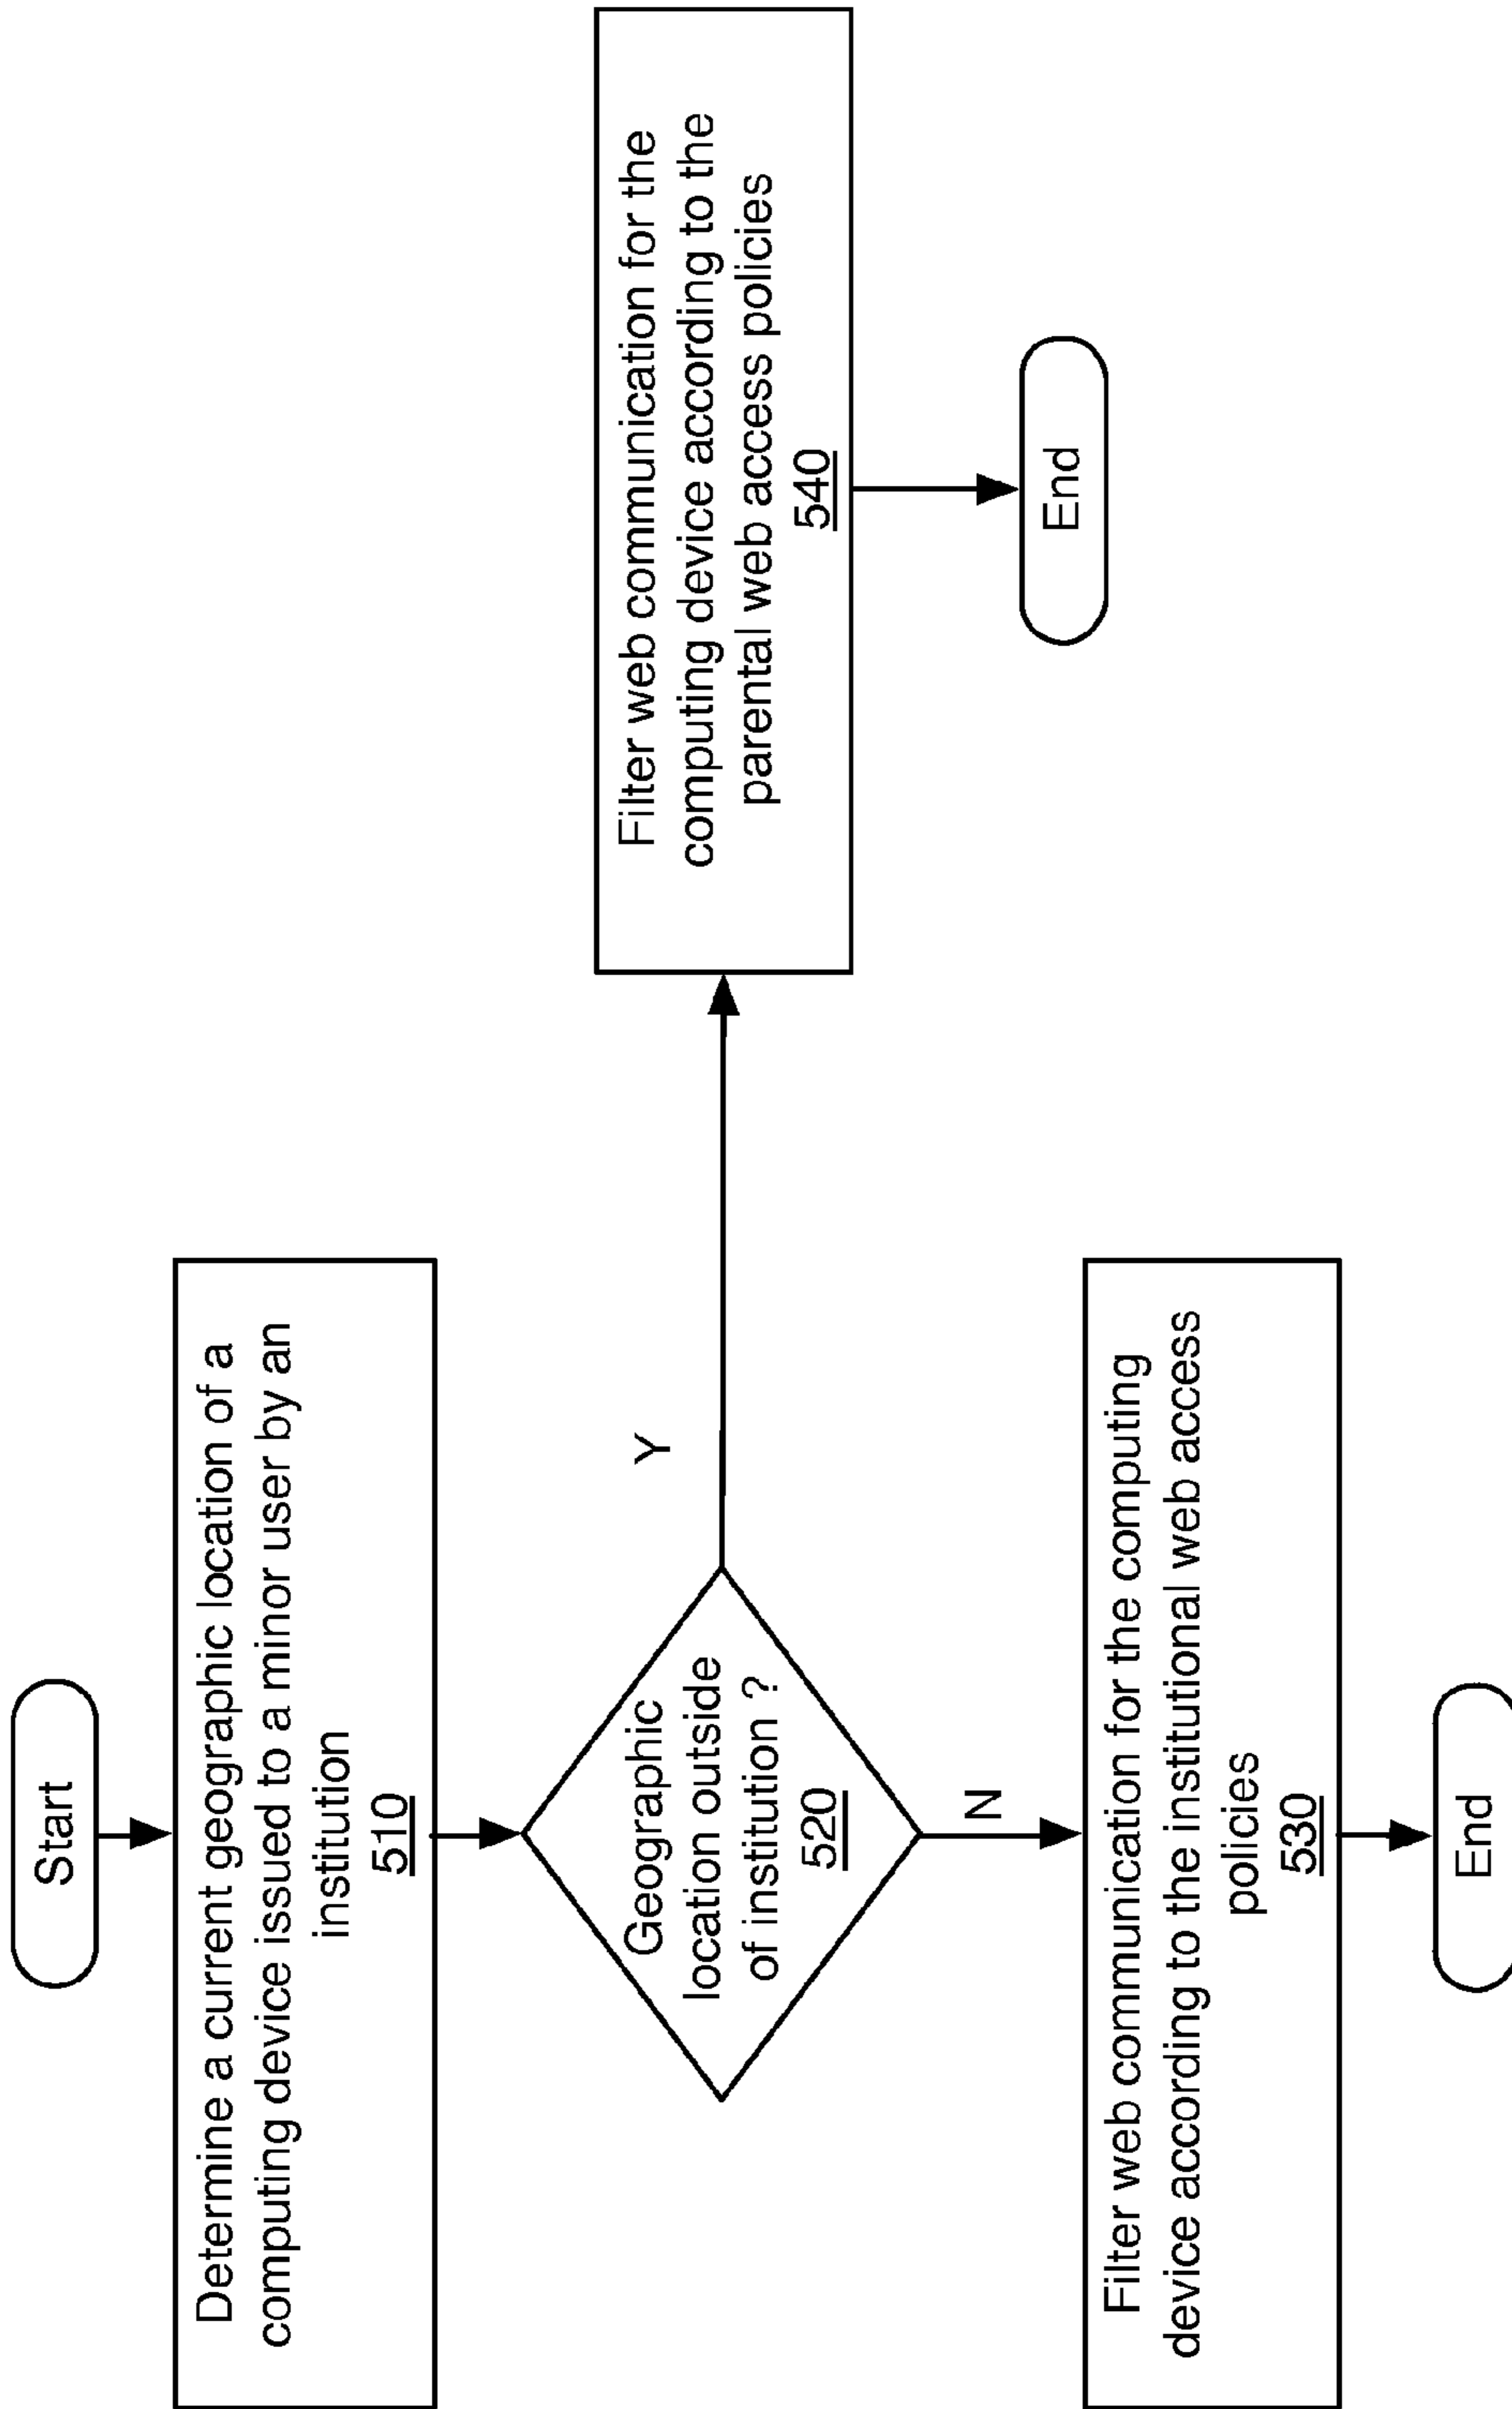 Start
Determine a current geographic location of a
computing device issued to a minor user by an
institution
510
Geographic
location outside
of institution ?
520
Y
Filter web communication for the
computing device according to the
parental web access policies
540
End
N
Filter web communication for the computing
device according to the institutional web access
policies
530
End